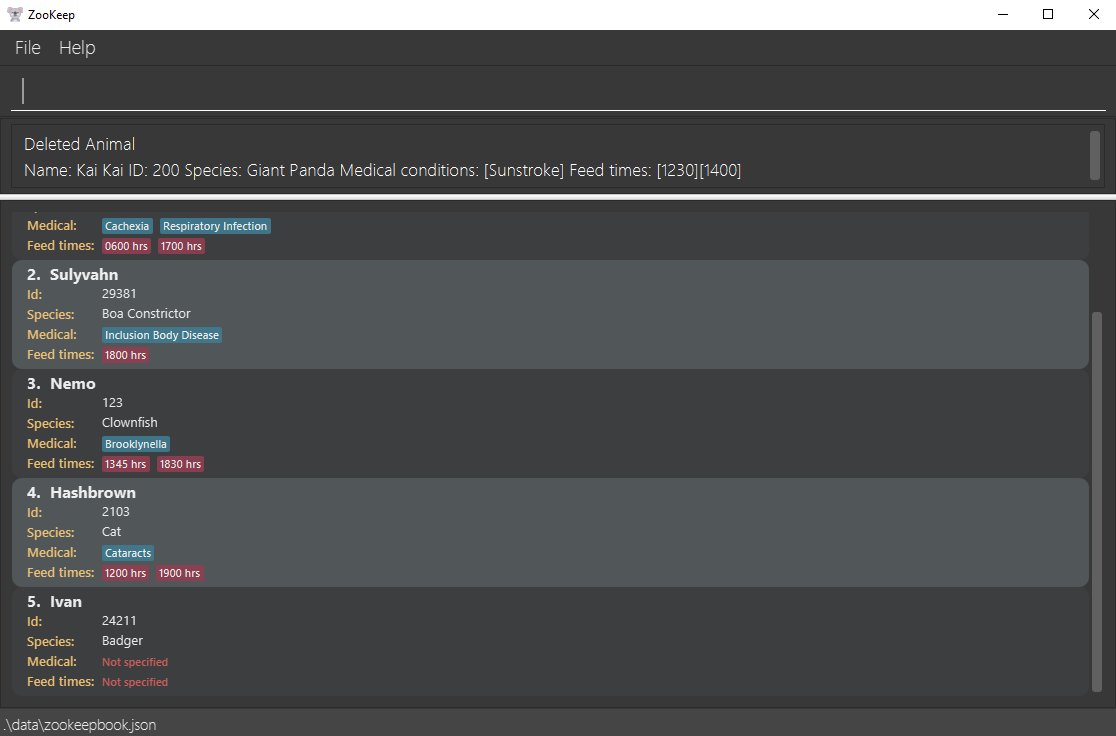 ZooKeep
File Help
Deleted Animal
Name: Kai Kai ID: 200 Species: Giant Panda Medical conditions: [Sunstroke] Feed times: [1230][1400]
Medical: Cachexia Respiratory Infection
Feed times: 0600 hrs 1700 hrs
2. Sulyvahn
Id: 29381
Species: Boa Constrictor
Medical: Inclusion Body Disease
Feed times: 1800 hrs
3. Nemo
Id: 123
Species: Clownfish
Medical: Brooklynella
Feed times: 1345 hrs 1830 hrs
4. Hashbrown
Id: 2103
Species: Cat
Medical: Cataracts
Feed times: 1200 hrs 1900 hrs
5. Ivan
Id: 24211
Species: Badger
Medical: Not specified
Feed times: Not specified
.\data\zookeepbook.json